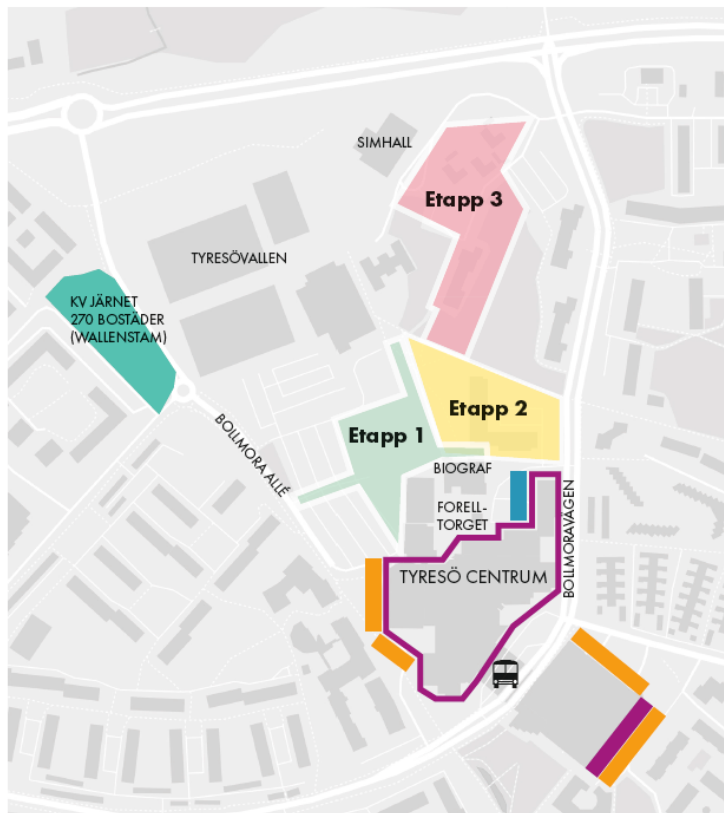 SIMHALL
Etapp 3
TYRESÖVALLEN
KV JÄRNET
270 BOSTÄDER
(WALLENSTAM)
BOLLMORA ALLÉ
Etapp 1
Etapp 2
BIOGRAF
FORELL-
TORGET
BOLLMORAVÄGEN
TYRESÖ CENTRUM